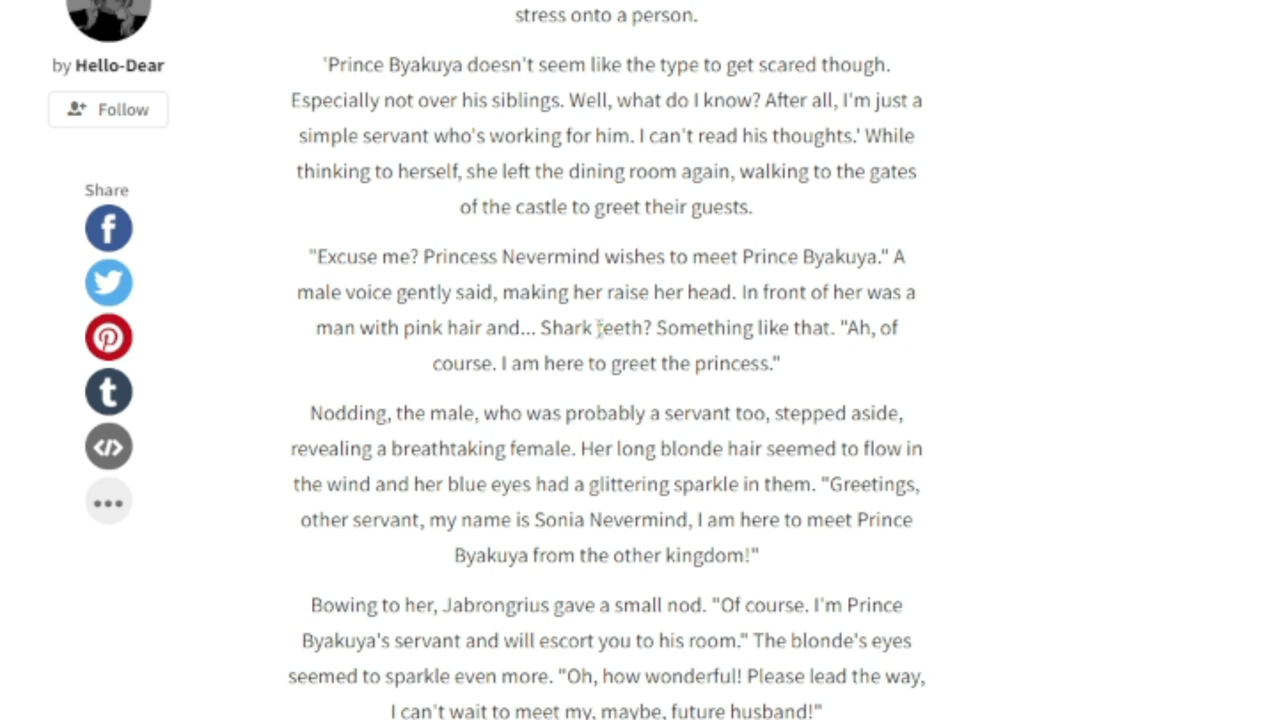 stress onto a person.
by Hello-Dear
Follow
Share
f
t
</>
'Prince Byakuya doesn't seem like the type to get scared though.
Especially not over his siblings. Well, what do I know? After all, I'm just a
simple servant who's working for him. I can't read his thoughts.' While
thinking to herself, she left the dining room again, walking to the gates
of the castle to greet their guests.
"Excuse me? Princess Nevermind wishes to meet Prince Byakuya." A
male voice gently said, making her raise her head. In front of her was a
man with pink hair and... Shark teeth? Something like that. "Ah, of
course. I am here to greet the princess."
Nodding, the male, who was probably a servant too, stepped aside,
revealing a breathtaking female. Her long blonde hair seemed to flow in
the wind and her blue eyes had a glittering sparkle in them. "Greetings,
other servant, my name is Sonia Nevermind, I am here to meet Prince
Byakuya from the other kingdom!"
Bowing to her, Jabrongrius gave a small nod. "Of course. I'm Prince
Byakuya's servant and will escort you to his room." The blonde's eyes
seemed to sparkle even more. "Oh, how wonderful! Please lead the way,
I can't wait to meet my, maybe, future husband!"